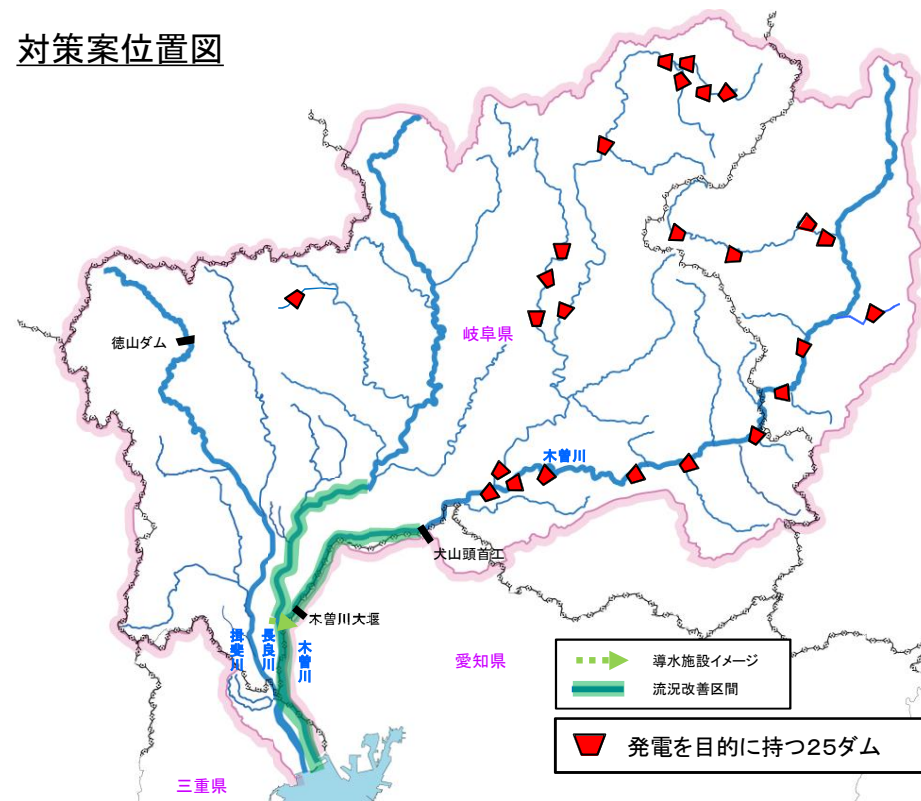 対策案位置図
徳山ダム
岐阜県
木曽川
犬山頭首工
木曽川大堰
揖斐川
長良川
木曽川
愛知県
三重県
導水施設イメージ
流況改善区間
発電を目的に持つ25ダム